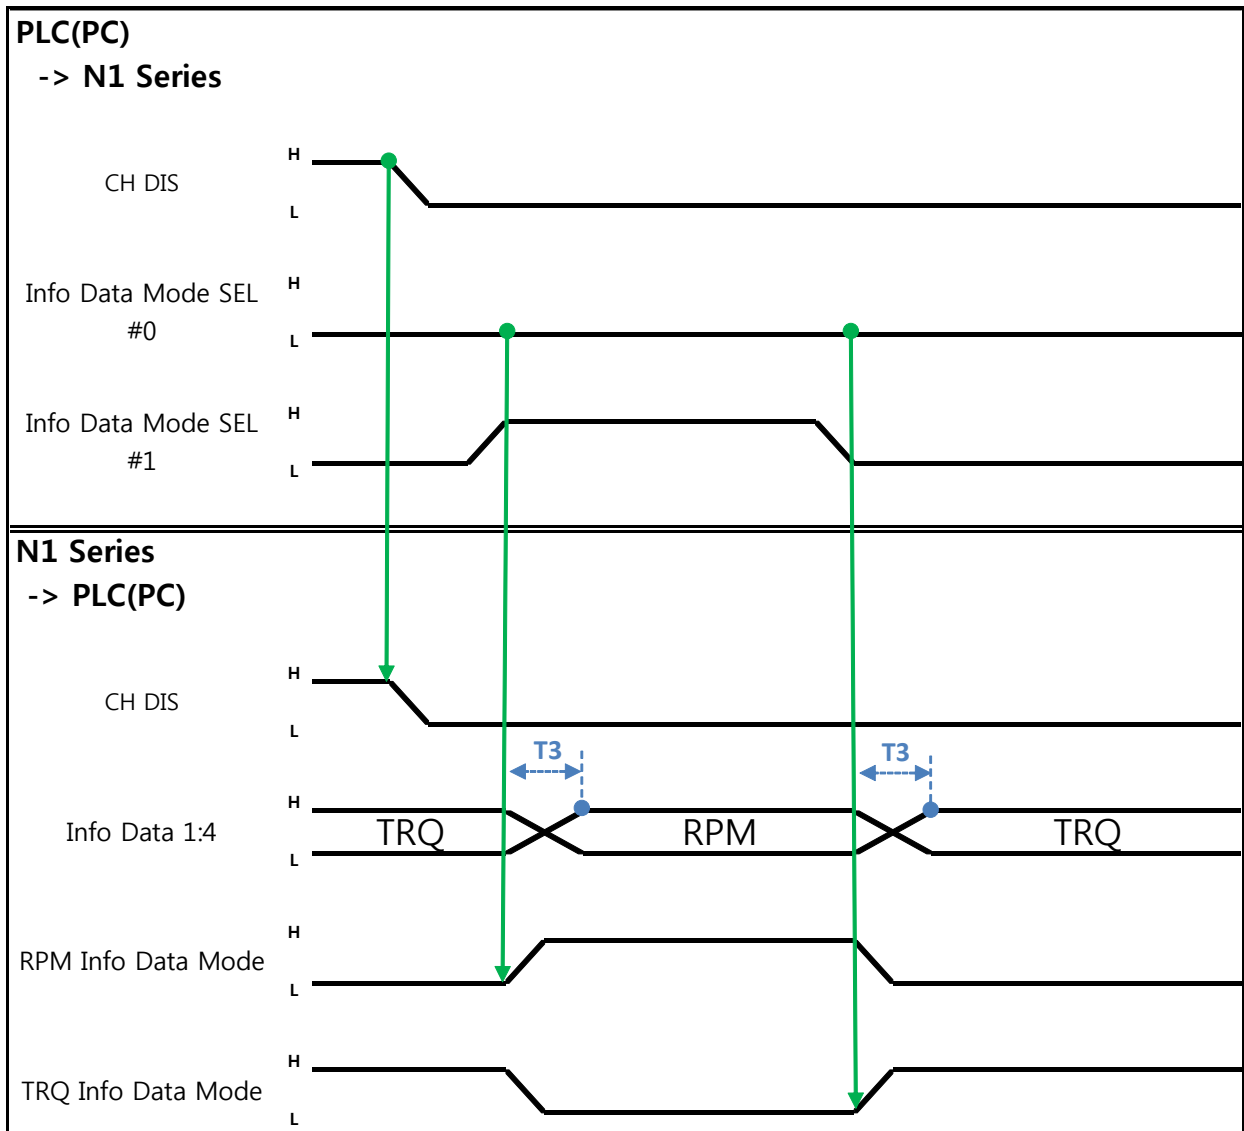 PLC(PC)
-> N1 Series
CH DIS
H
L
Info Data Mode SEL
#0
H
L
Info Data Mode SEL
#1
H
L
N1 Series
-> PLC(PC)
CH DIS
H
L
T3
T3
Info Data 1:4
H
L
TRQ
RPM
TRQ
RPM Info Data Mode
H
L
TRQ Info Data Mode
H
L